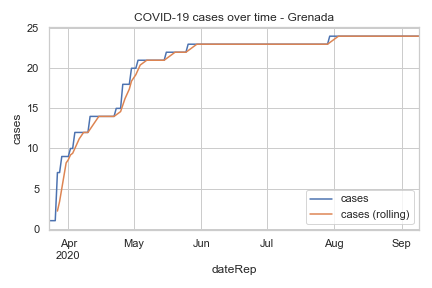 COVID-19 cases over time - Grenada
25
20
15
10
5
0
cases
Apr
2020
May
Jun
Jul
Aug
Sep
dateRep
cases
cases (rolling)